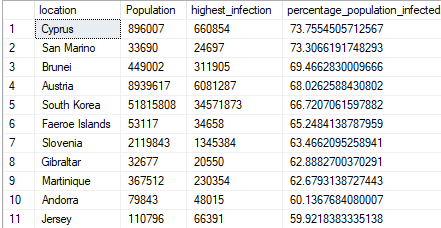 location Population highest_infection percentage_population_infected
1 Cyprus 896007 660854 73.7554505712567
2 San Marino 33690 24697 73.3066191748293
3 Brunei 449002 311905 69.4662830009666
4 Austria 8939617 6081287 68.0262588430802
5 South Korea 51815808 34571873 66.7207061597882
6 Faeroe Islands 53117 34658 65.2484138787959
7 Slovenia 2119843 1345384 63.4662095258941
8 Gibraltar 32677 20550 62.8882700370291
9 Martinique 367512 230354 62.6793138727443
10 Andorra 79843 48015 60.1367684080007
11 Jersey 110796 66391 59.9218383335138